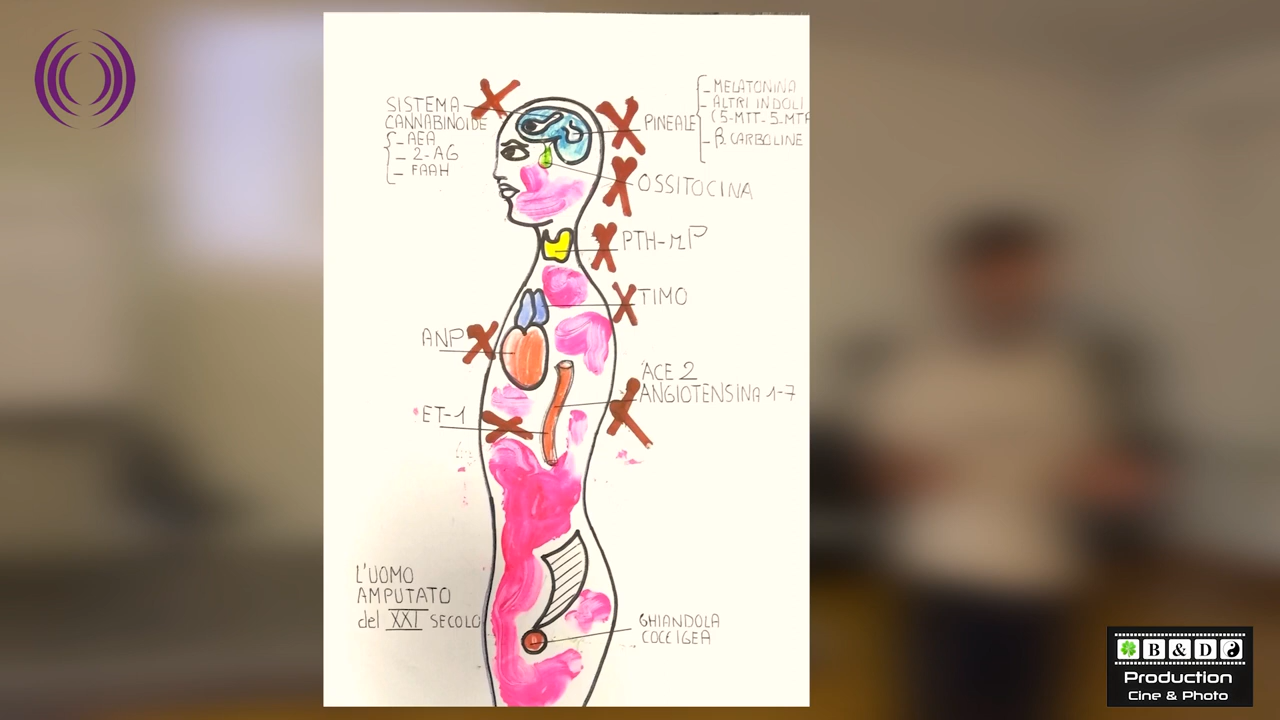 SISTEMA
CANNABINOIDE
- AEA
- 2-AG
- FAAH
- MELATONINA
- ALTRI INDOLI
(5-MTT-5-MTP
- β. CARBOLINE
PINEALE
OSSITOCINA
PTH-rP
TIMO
ANP
ACE 2
ANGIOTENSINA 1-7
ET-1
L'UOMO
AMPUTATO
del XXI SECOLO
GHIANDOLA
COCCIGEA
B & D
Production
Cine & Photo